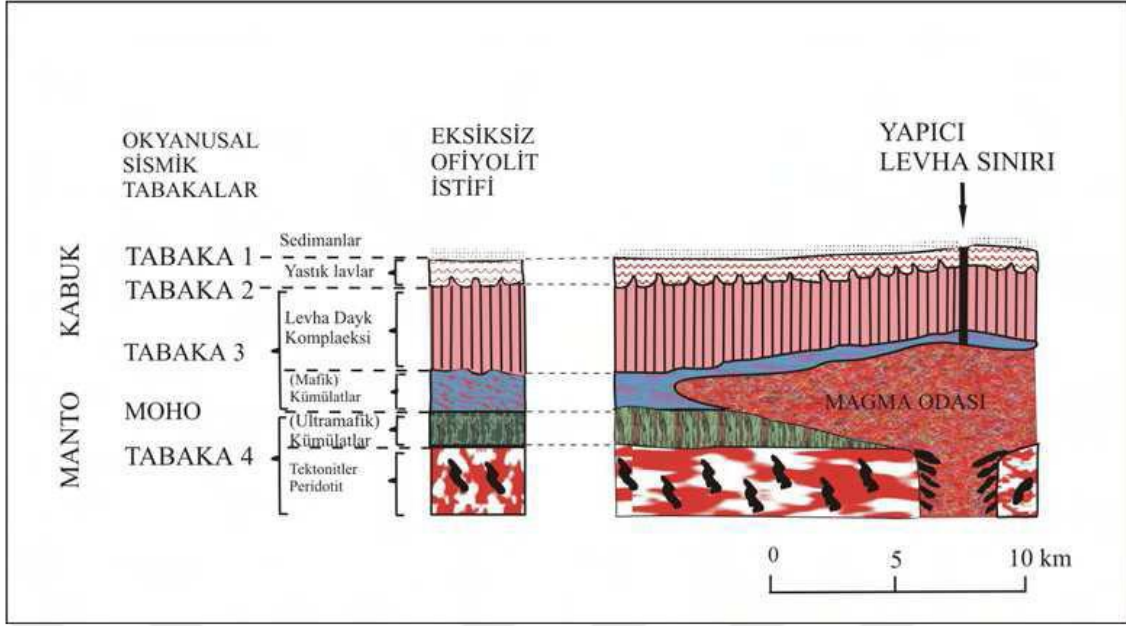 OKYANUSAL
SİSMİK
TABAKALAR
EKSİKSİZ
OFİYOLİT
İSTİFİ
YAPICI
LEVHA SINIRI
KABUK
MANTO
TABAKA 1
TABAKA 2
TABAKA 3
MOHO
TABAKA 4
Sedimanlar
Yastık lavlar
Levha Dayk
Komplaeksi
(Mafik)
Kümülatlar
(Ultramafik)
Kümülatlar
Tektonitler
Peridotit
MAGMA ODASI
0 5 10 km